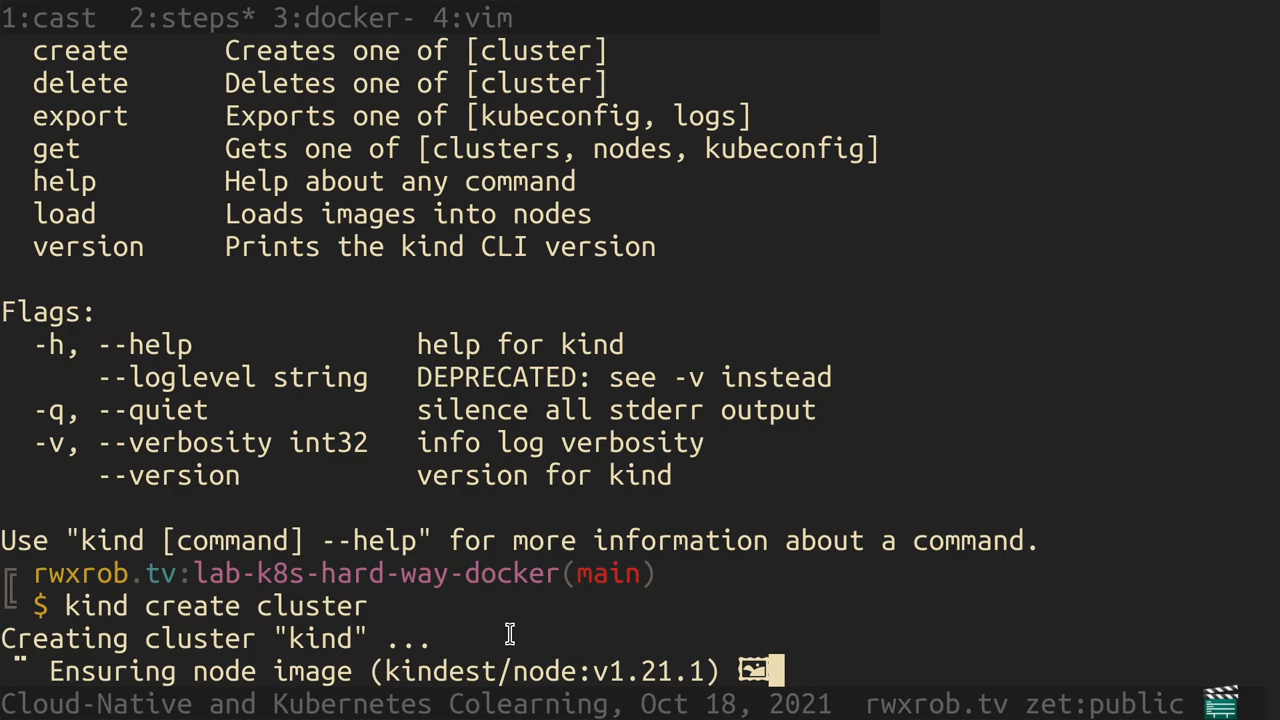 1:cast  2:steps* 3:docker- 4:vim
  create      Creates one of [cluster]
  delete      Deletes one of [cluster]
  export      Exports one of [kubeconfig, logs]
  get         Gets one of [clusters, nodes, kubeconfig]
  help        Help about any command
  load        Loads images into nodes
  version     Prints the kind CLI version
Flags:
  -h, --help              help for kind
      --loglevel string   DEPRECATED: see -v instead
  -q, --quiet             silence all stderr output
  -v, --verbosity int32   info log verbosity
      --version           version for kind
Use "kind [command] --help" for more information about a command.
rwxrob.tv:lab-k8s-hard-way-docker(main)
$ kind create cluster
Creating cluster "kind" ...
Ensuring node image (kindest/node:v1.21.1) 🖼
Cloud-Native and Kubernetes Colearning, Oct 18, 2021  rwxrob.tv zet:public 🎬